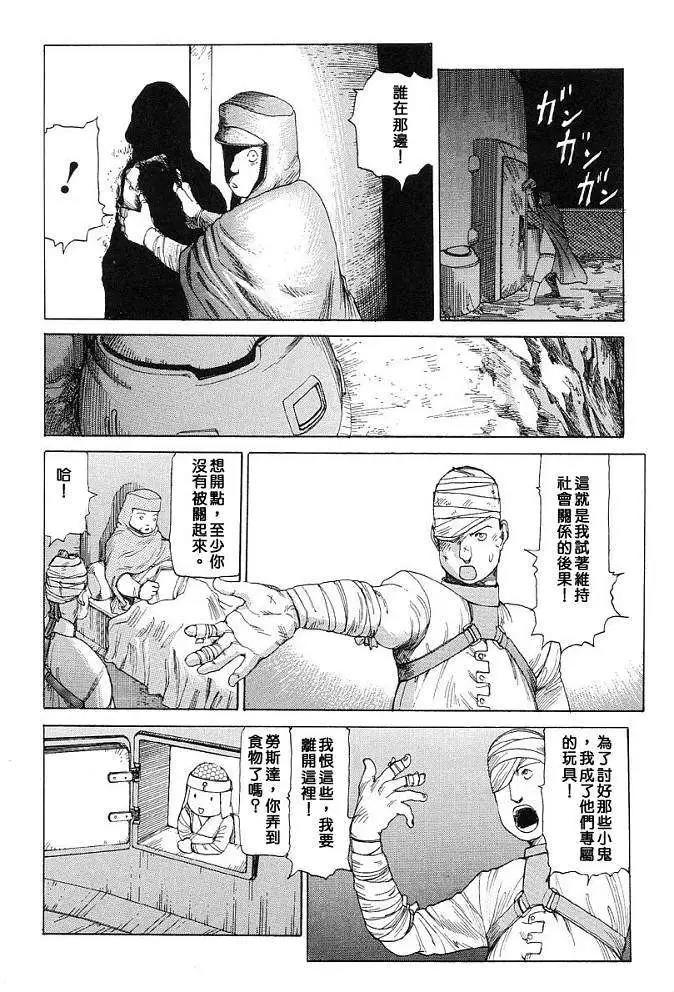 ガンガンガン
誰在那邊！
！
這就是我試著維持
社會關係的後果！
想開點，至少你
沒有被關起來。
哈！
為了討好那些小鬼
，我成了他們專屬
的玩具！
我恨這些，我要
離開這裡！
勞斯達，你弄到
食物了嗎？